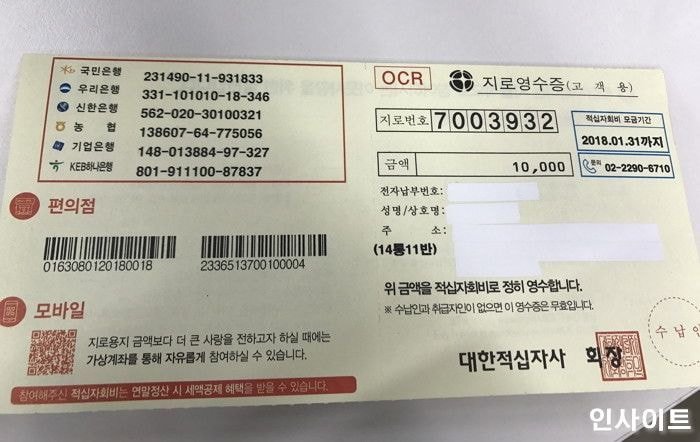 국민은행 231490-11-931833
우리은행 331-101010-18-346
신한은행 562-020-30100321
농 협 138607-64-775056
기업은행 148-013884-97-327
KEB하나은행 801-911100-87837
편의점
0163080120180018
2336513700100004
모바일
지로용지 금액보다 더 큰 사랑을 전하고자 하실 때에는
가상계좌를 통해 자유롭게 참여하실 수 있습니다.
참여해주신 적십자회비는 연말정산 시 세액공제 혜택을 받을 수 있습니다.
OCR
지로영수증(고 객 용)
지로번호 7003932
금액 10,000
적십자회비 모금기간
2018.01.31까지
문의 02-2290-6710
전자납부번호:
성명/상호명:
주 소:
(14통11반)
위 금액을 적십자회비로 정히 영수합니다.
※ 수납인과 취급자인이 없으면 이 영수증은 무효입니다.
수납인
대한적십자사 회장
인사이트